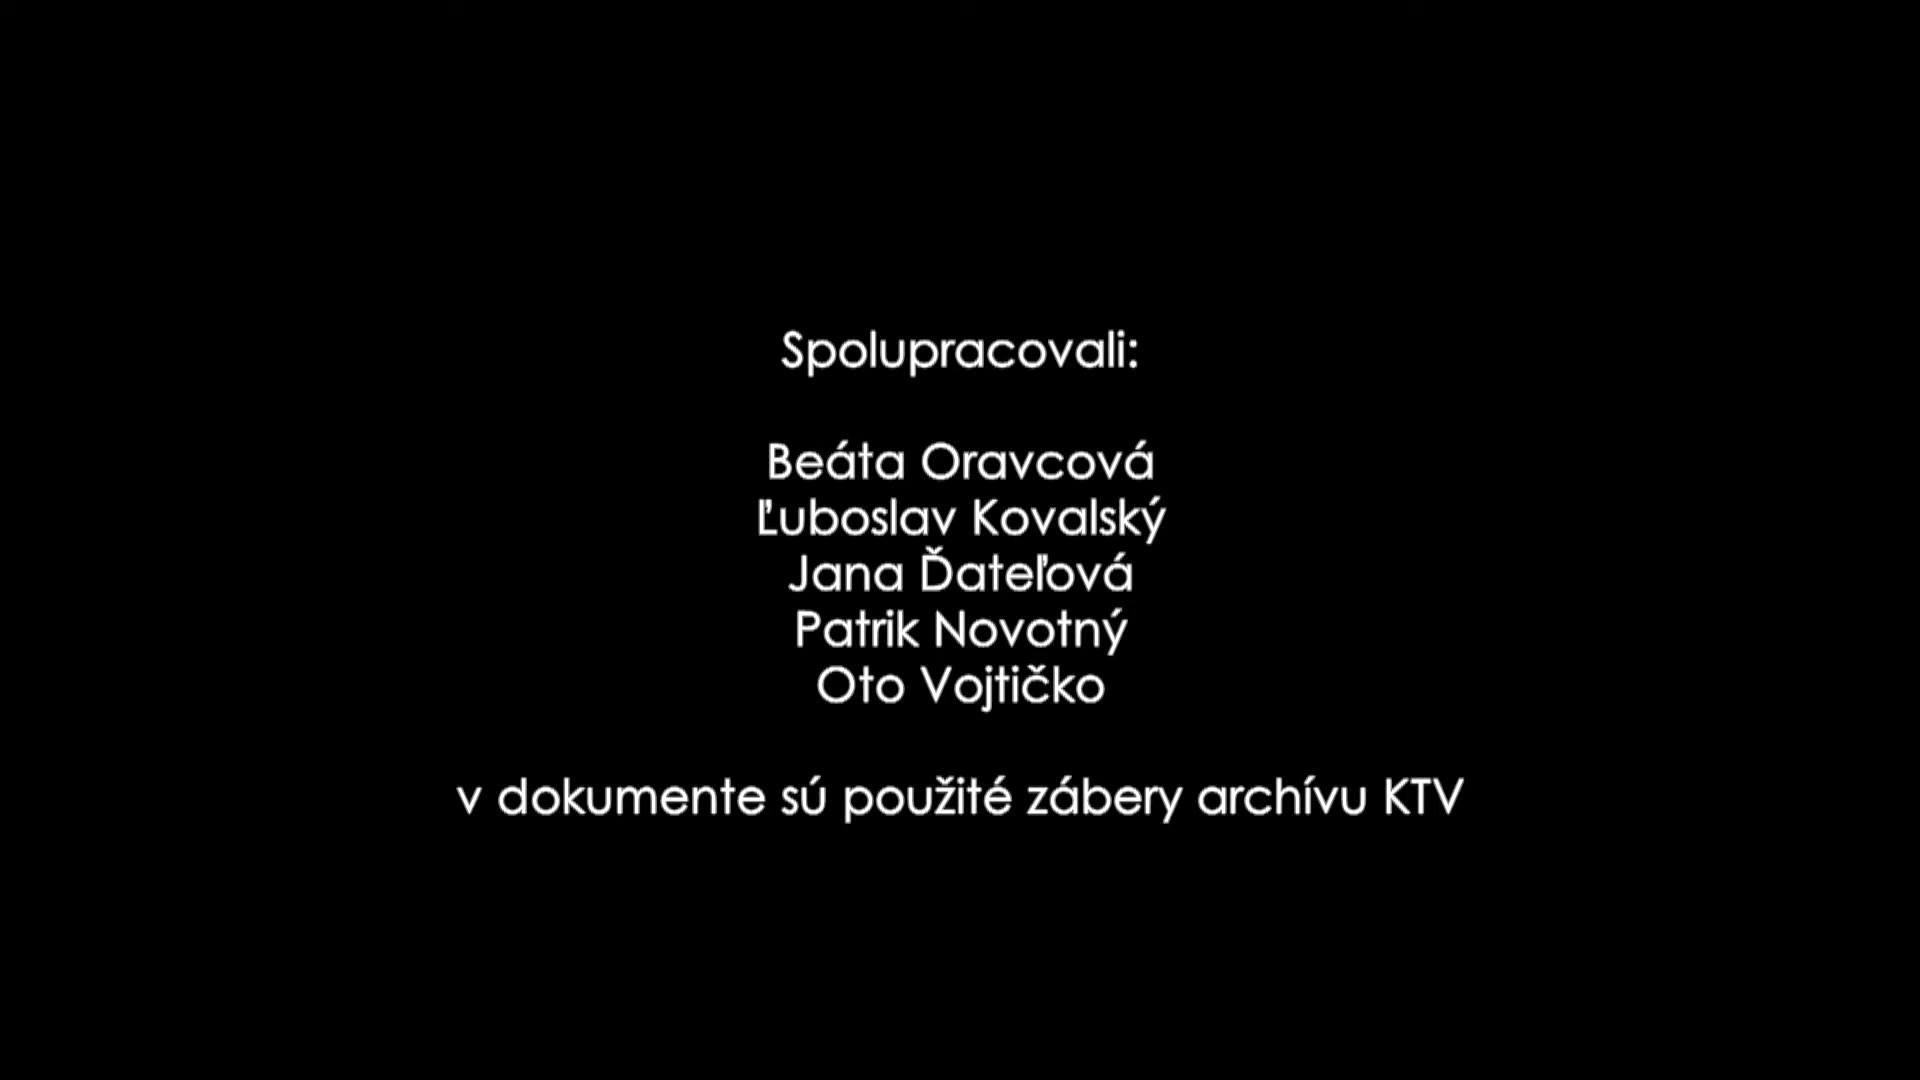 Spolupracovali:
Beáta Oravcová
Ľuboslav Kovalský
Jana Ďateľová
Patrik Novotný
Oto Vojtičko
v dokumente sú použité zábery archívu KTV